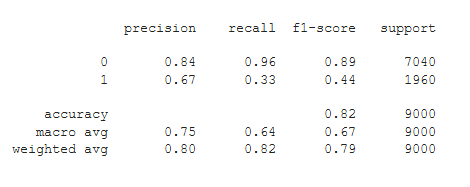 precision recall f1-score support
0 0.84 0.96 0.89 7040
1 0.67 0.33 0.44 1960
accuracy 0.82 9000
macro avg 0.75 0.64 0.67 9000
weighted avg 0.80 0.82 0.79 9000